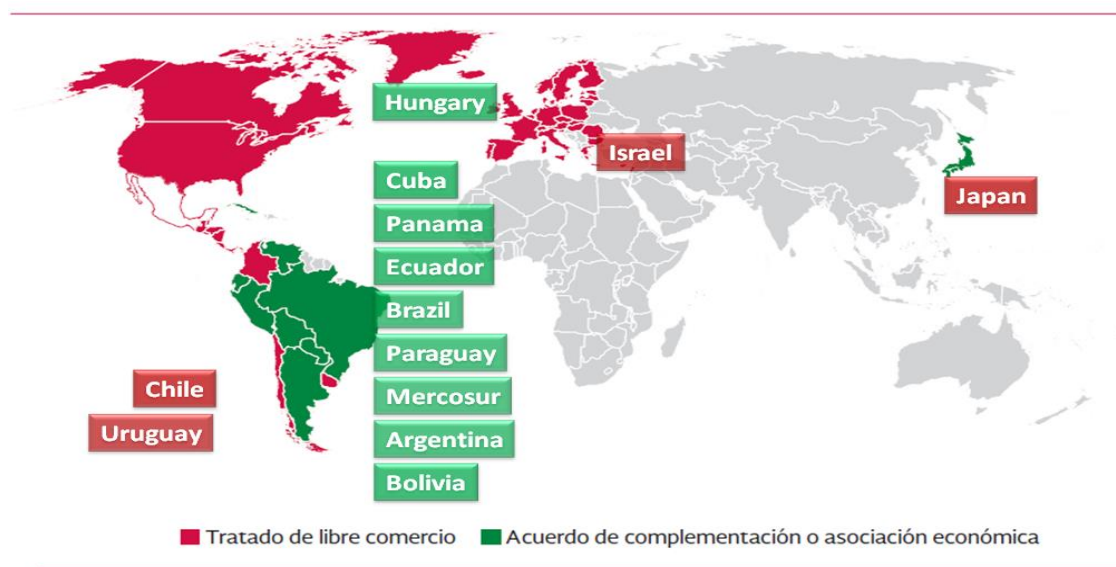 Hungary
Israel
Cuba
Japan
Panama
Ecuador
Brazil
Paraguay
Chile
Mercosur
Uruguay
Argentina
Bolivia
Tratado de libre comercio
Acuerdo de complementación o asociación económica